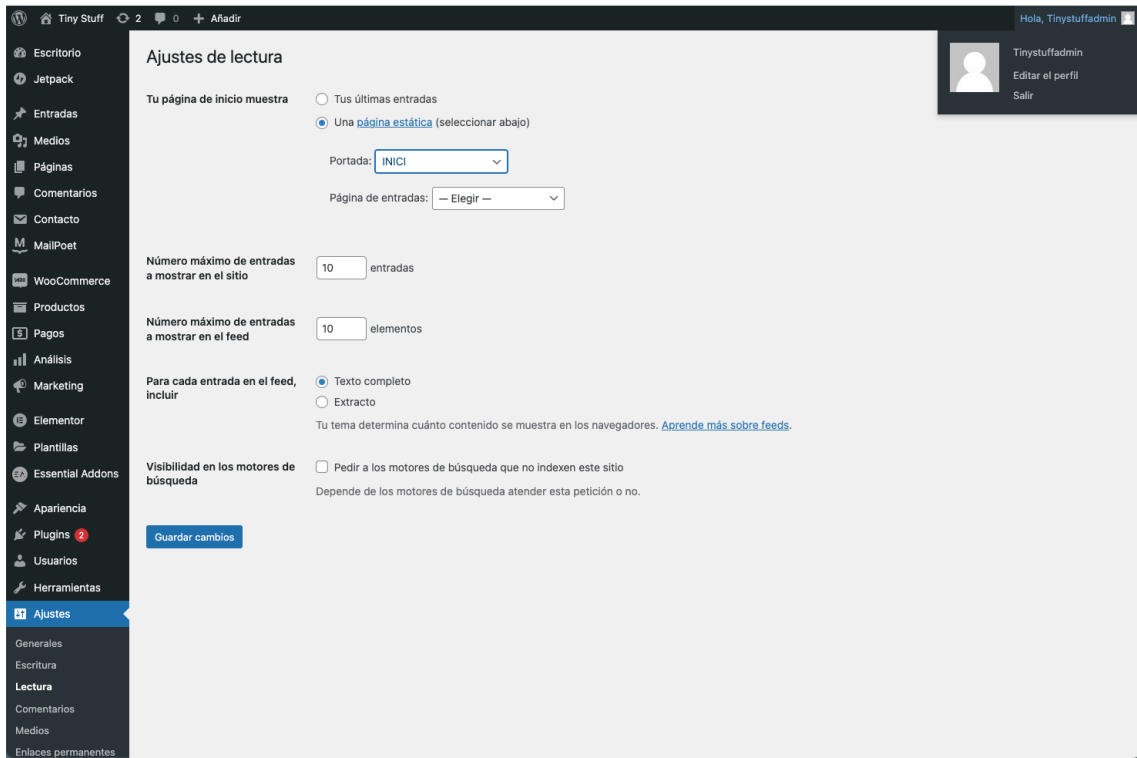 Tiny Stuff 2 0 + Añadir Hola, Tinystuffadmin
Tinystuffadmin
Editar el perfil
Salir
Escritorio
Jetpack
Entradas
Medios
Páginas
Comentarios
Contacto
MailPoet
WooCommerce
Productos
Pagos
Análisis
Marketing
Elementor
Plantillas
Essential Addons
Apariencia
Plugins 2
Usuarios
Herramientas
Ajustes
Generales
Escritura
Lectura
Comentarios
Medios
Enlaces permanentes
Ajustes de lectura
Tu página de inicio muestra
Tus últimas entradas
Una página estática (seleccionar abajo)
Portada: INICI
Página de entradas: — Elegir —
Número máximo de entradas
a mostrar en el sitio
10 entradas
Número máximo de entradas
a mostrar en el feed
10 elementos
Para cada entrada en el feed,
incluir
Texto completo
Extracto
Tu tema determina cuánto contenido se muestra en los navegadores. Aprende más sobre feeds.
Visibilidad en los motores de
búsqueda
Pedir a los motores de búsqueda que no indexen este sitio
Depende de los motores de búsqueda atender esta petición o no.
Guardar cambios